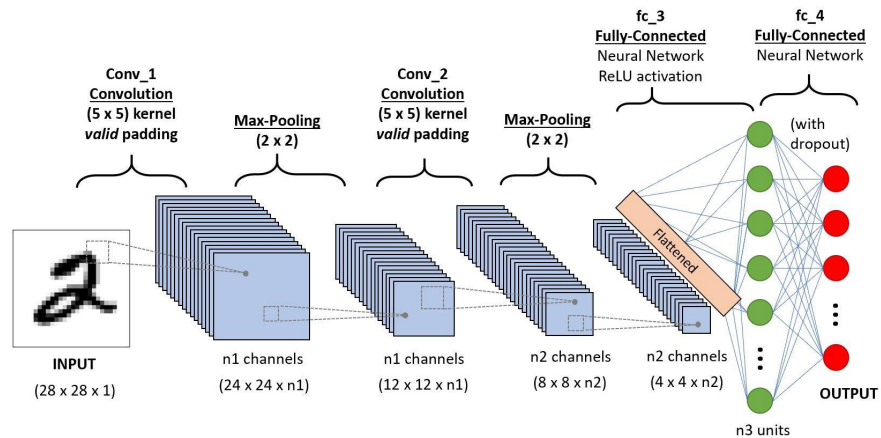 fc_3
Fully-Connected
Neural Network
ReLU activation
fc_4
Fully-Connected
Neural Network
Conv_1
Convolution
(5 x 5) kernel
valid padding
Max-Pooling
(2 x 2)
Conv_2
Convolution
(5 x 5) kernel
valid padding
Max-Pooling
(2 x 2)
(with
dropout)
Flattened
INPUT
(28 x 28 x 1)
n1 channels
(24 x 24 x n1)
n1 channels
(12 x 12 x n1)
n2 channels
(8 x 8 x n2)
n2 channels
(4 x 4 x n2)
OUTPUT
n3 units